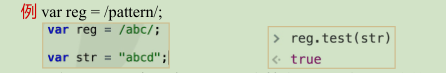 例 var reg = /pattern/;
var reg = /abc/;
var str = "abcd";
> reg.test(str)
<· true